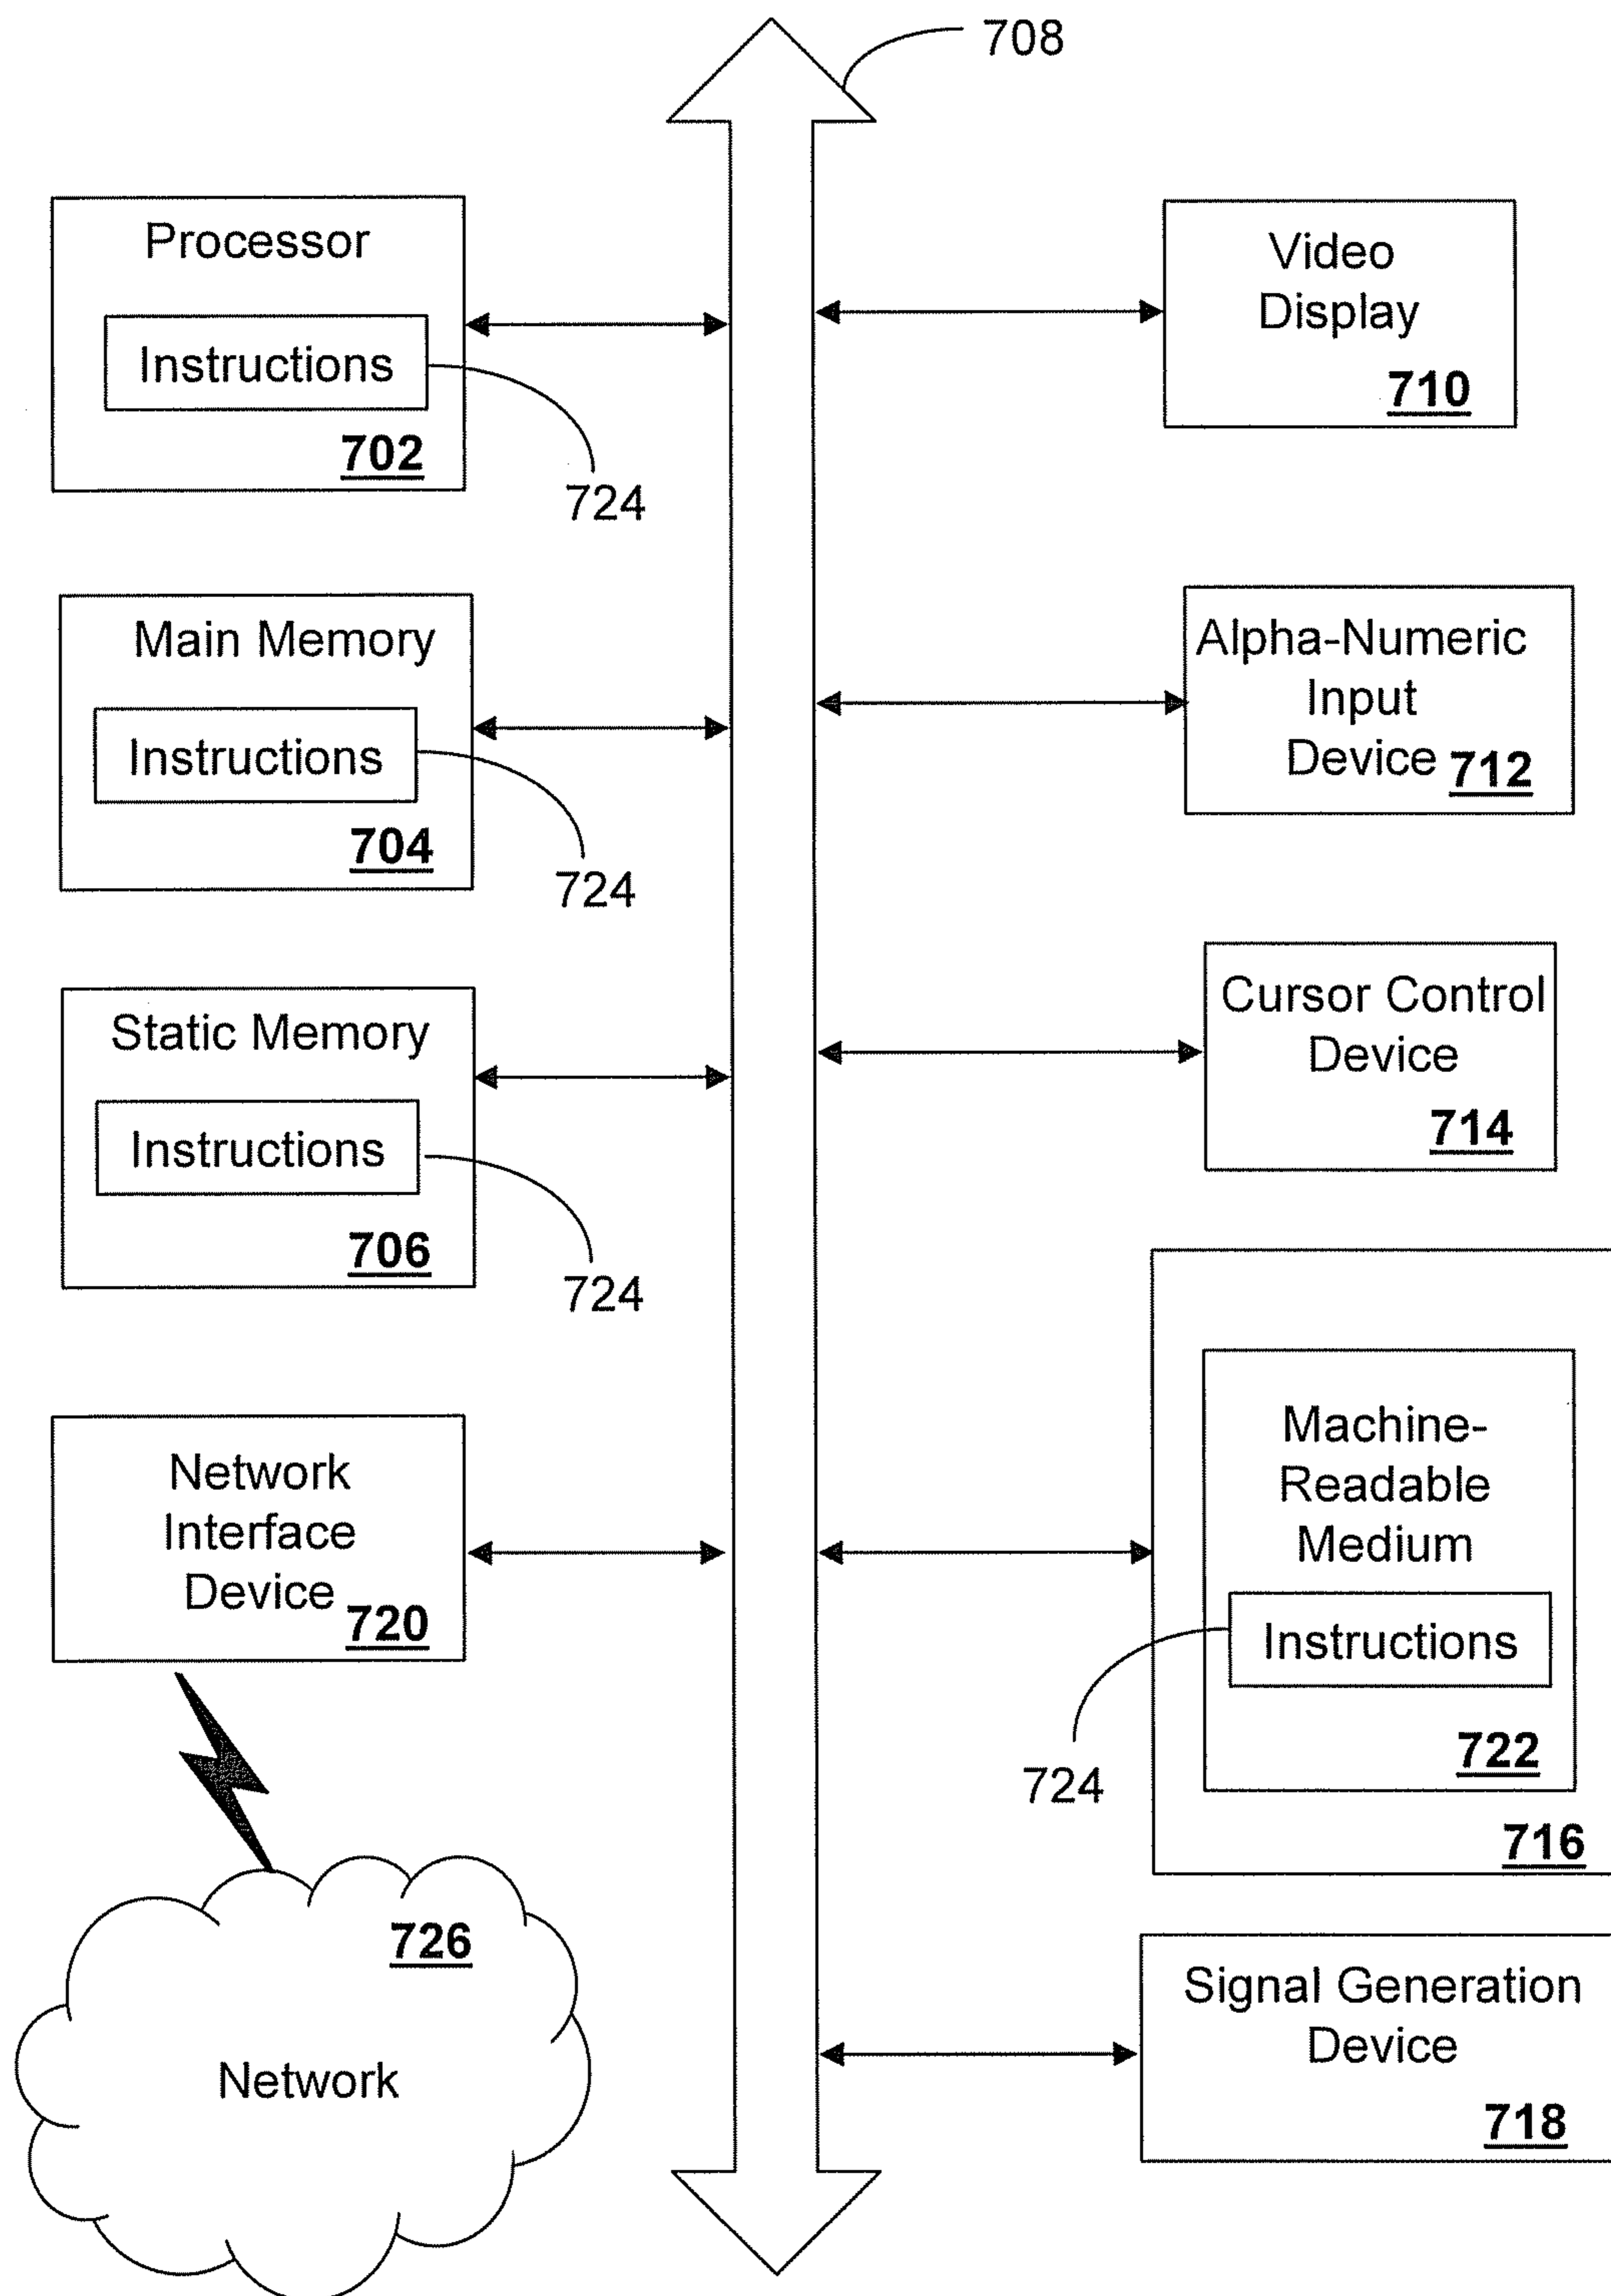 708
Processor
Instructions
702
724
Video
Display
710
Main Memory
Instructions
704
724
Alpha-Numeric
Input
Device 712
Static Memory
Instructions
706
724
Cursor Control
Device
714
Network
Interface
Device
720
Machine-
Readable
Medium
Instructions
722
724
716
726
Network
Signal Generation
Device
718